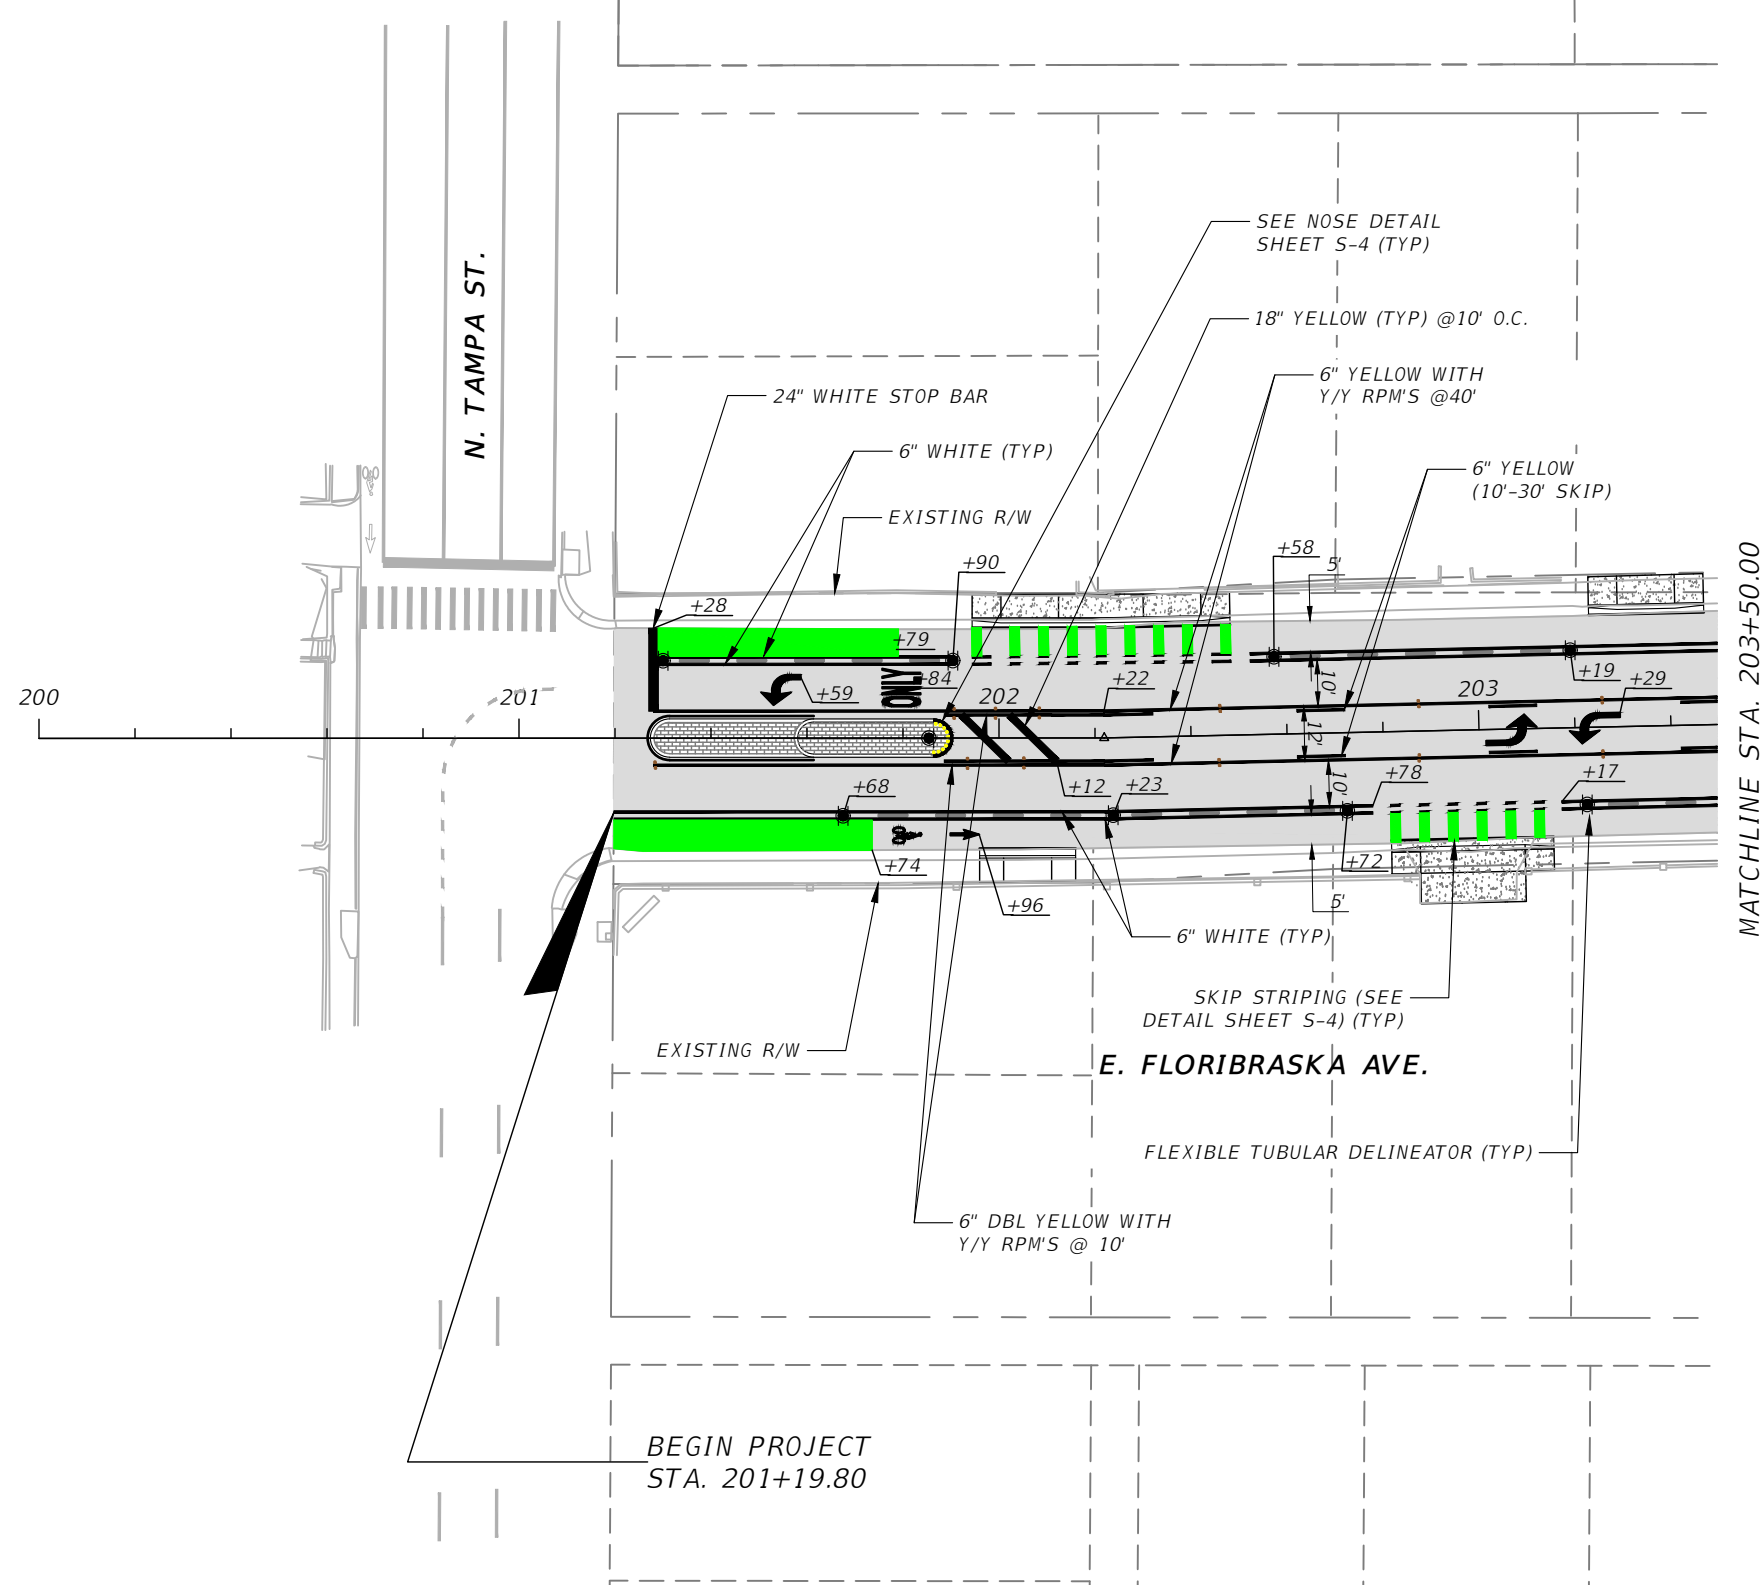 SEE NOSE DETAIL
SHEET S-4 (TYP)
N. TAMPA ST.
18" YELLOW (TYP) @10' O.C.
6" YELLOW WITH
Y/Y RPM'S @40'
24" WHITE STOP BAR
6" WHITE (TYP)
6" YELLOW
(10'-30' SKIP)
EXISTING R/W
+58
5'
+90
+28
+79
+19
+29
+84
+22
10'
ONLY
+59
200
201
202
203
12'
MATCHLINE STA. 203+50.00
+68
+12
+23
10'
+78
+17
+74
+72
+96
5'
6" WHITE (TYP)
SKIP STRIPING (SEE
DETAIL SHEET S-4) (TYP)
EXISTING R/W
E. FLORIBRASKA AVE.
FLEXIBLE TUBULAR DELINEATOR (TYP)
6" DBL YELLOW WITH
Y/Y RPM'S @ 10'
BEGIN PROJECT
STA. 201+19.80